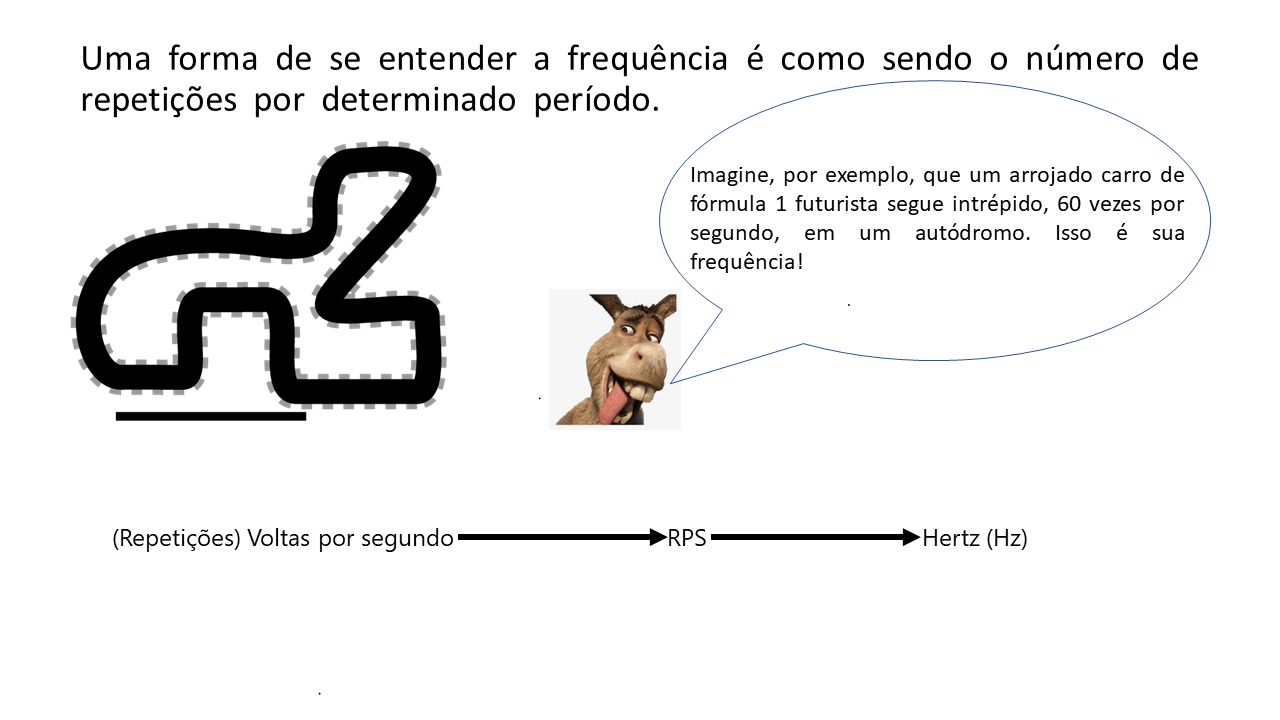 Uma forma de se entender a frequência é como sendo o número de
repetições por determinado período.
Imagine, por exemplo, que um arrojado carro de
fórmula 1 futurista segue intrépido, 60 vezes por
segundo, em um autódromo. Isso é sua
frequência!
(Repetições) Voltas por segundo RPS Hertz (Hz)